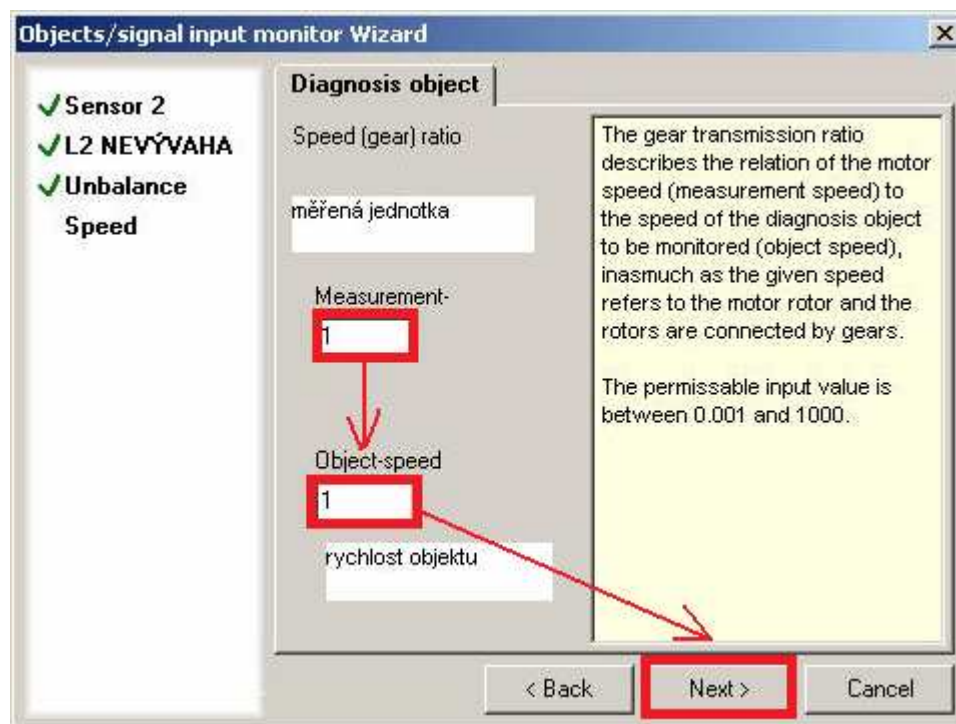 Objects/signal input monitor Wizard
Sensor 2
L2 NEVÝVAHA
Unbalance
Speed
Diagnosis object
Speed (gear) ratio
měřená jednotka
Measurement-
1
Object-speed
1
rychlost objektu
The gear transmission ratio
describes the relation of the motor
speed (measurement speed) to
the speed of the diagnosis object
to be monitored (object speed),
inasmuch as the given speed
refers to the motor rotor and the
rotors are connected by gears.
The permissable input value is
between 0.001 and 1000.
< Back
Next >
Cancel